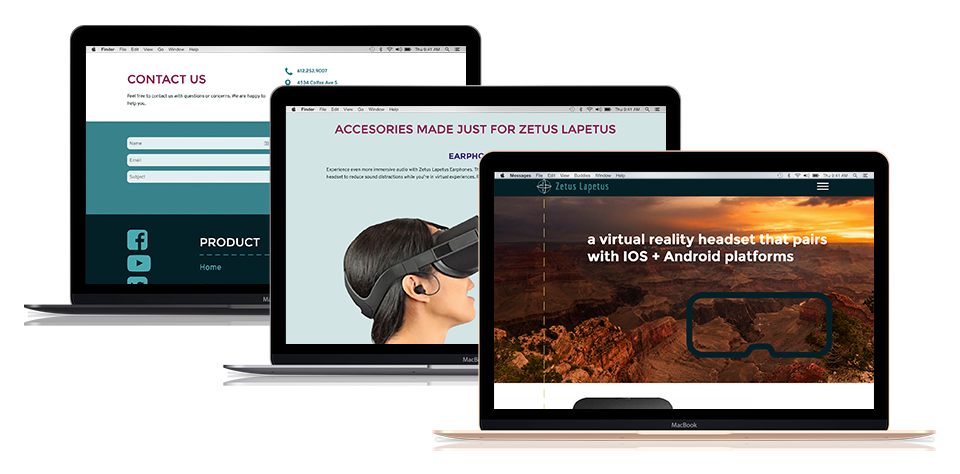 Finder File Edit View Go Window Help
Thu 9:41 AM
CONTACT US
Feel free to contact us with questions or concerns. We are happy to
help you.
612.252.9007
4534 Colfax Ave S
Name
Email
Subject
PRODUCT
Home
Finder File Edit View Go Window Help
Thu 9:41 AM
ACCESORIES MADE JUST FOR ZETUS LAPETUS
EARPHO
Experience even more immersive audio with Zetus Lapetus Earphones.
headset to reduce sound distractions while you're in virtual experiences.
MacBo
Messages File Edit View Buddies Window Help
Thu 9:41 AM
Zetus Lapetus
a virtual reality headset that pairs
with IOS + Android platforms
MacBook